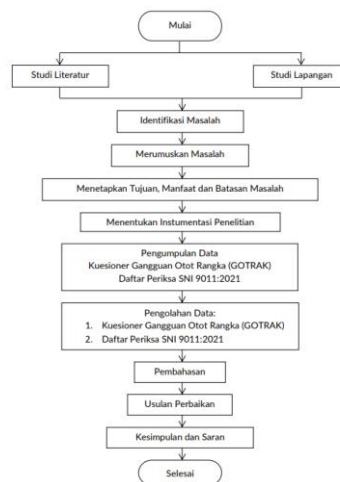 Mulai
Studi Literatur
Studi Lapangan
Identifikasi Masalah
Merumuskan Masalah
Menetapkan Tujuan, Manfaat dan Batasan Masalah
Menentukan Instumentasi Penelitian
Pengumpulan Data
Kuesioner Gangguan Otot Rangka (GOTRAK)
Daftar Periksa SNI 9011:2021
Pengolahan Data:
1. Kuesioner Gangguan Otot Rangka (GOTRAK)
2. Daftar Periksa SNI 9011:2021
Pembahasan
Usulan Perbaikan
Kesimpulan dan Saran
Selesai